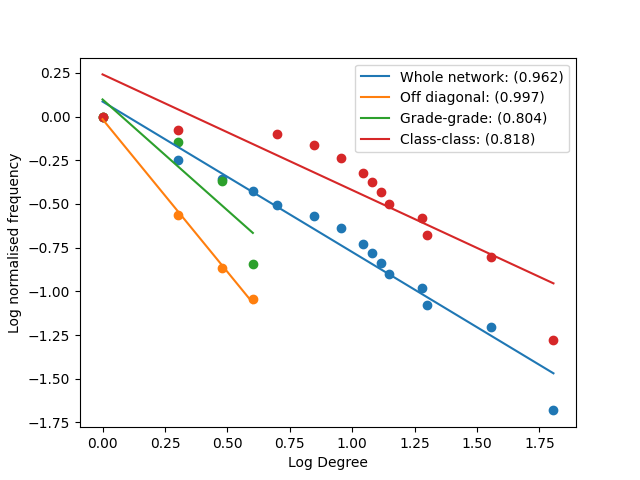 Whole network: (0.962)
Off diagonal: (0.997)
Grade-grade: (0.804)
Class-class: (0.818)
Log normalised frequency
0.25
0.00
−0.25
−0.50
−0.75
−1.00
−1.25
−1.50
−1.75
0.00 0.25 0.50 0.75 1.00 1.25 1.50 1.75
Log Degree